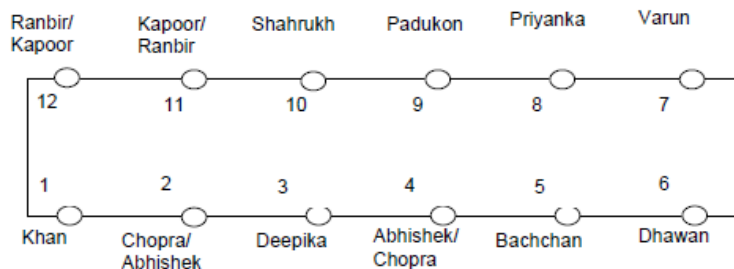 Ranbir/ Kapoor/ Shahrukh Padukon Priyanka Varun
Kapoor Ranbir
12 11 10 9 8 7
1 2 3 4 5 6
Khan Chopra/ Deepika Abhishek/ Bachchan Dhawan
Abhishek Chopra